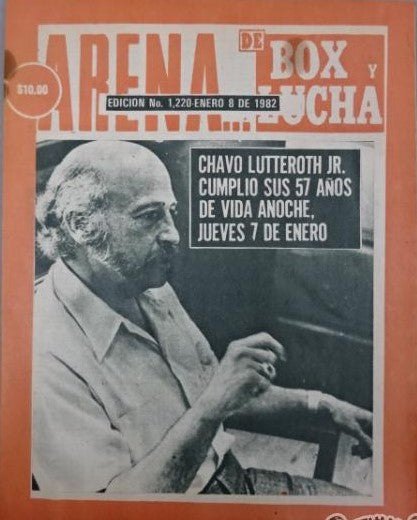 ARENA... DE BOX Y LUCHA
$10.00
EDICION No. 1,220-ENERO 8 DE 1982
CHAVO LUTTEROTH JR.
CUMPLIO SUS 57 AÑOS
DE VIDA ANOCHE,
JUEVES 7 DE ENERO